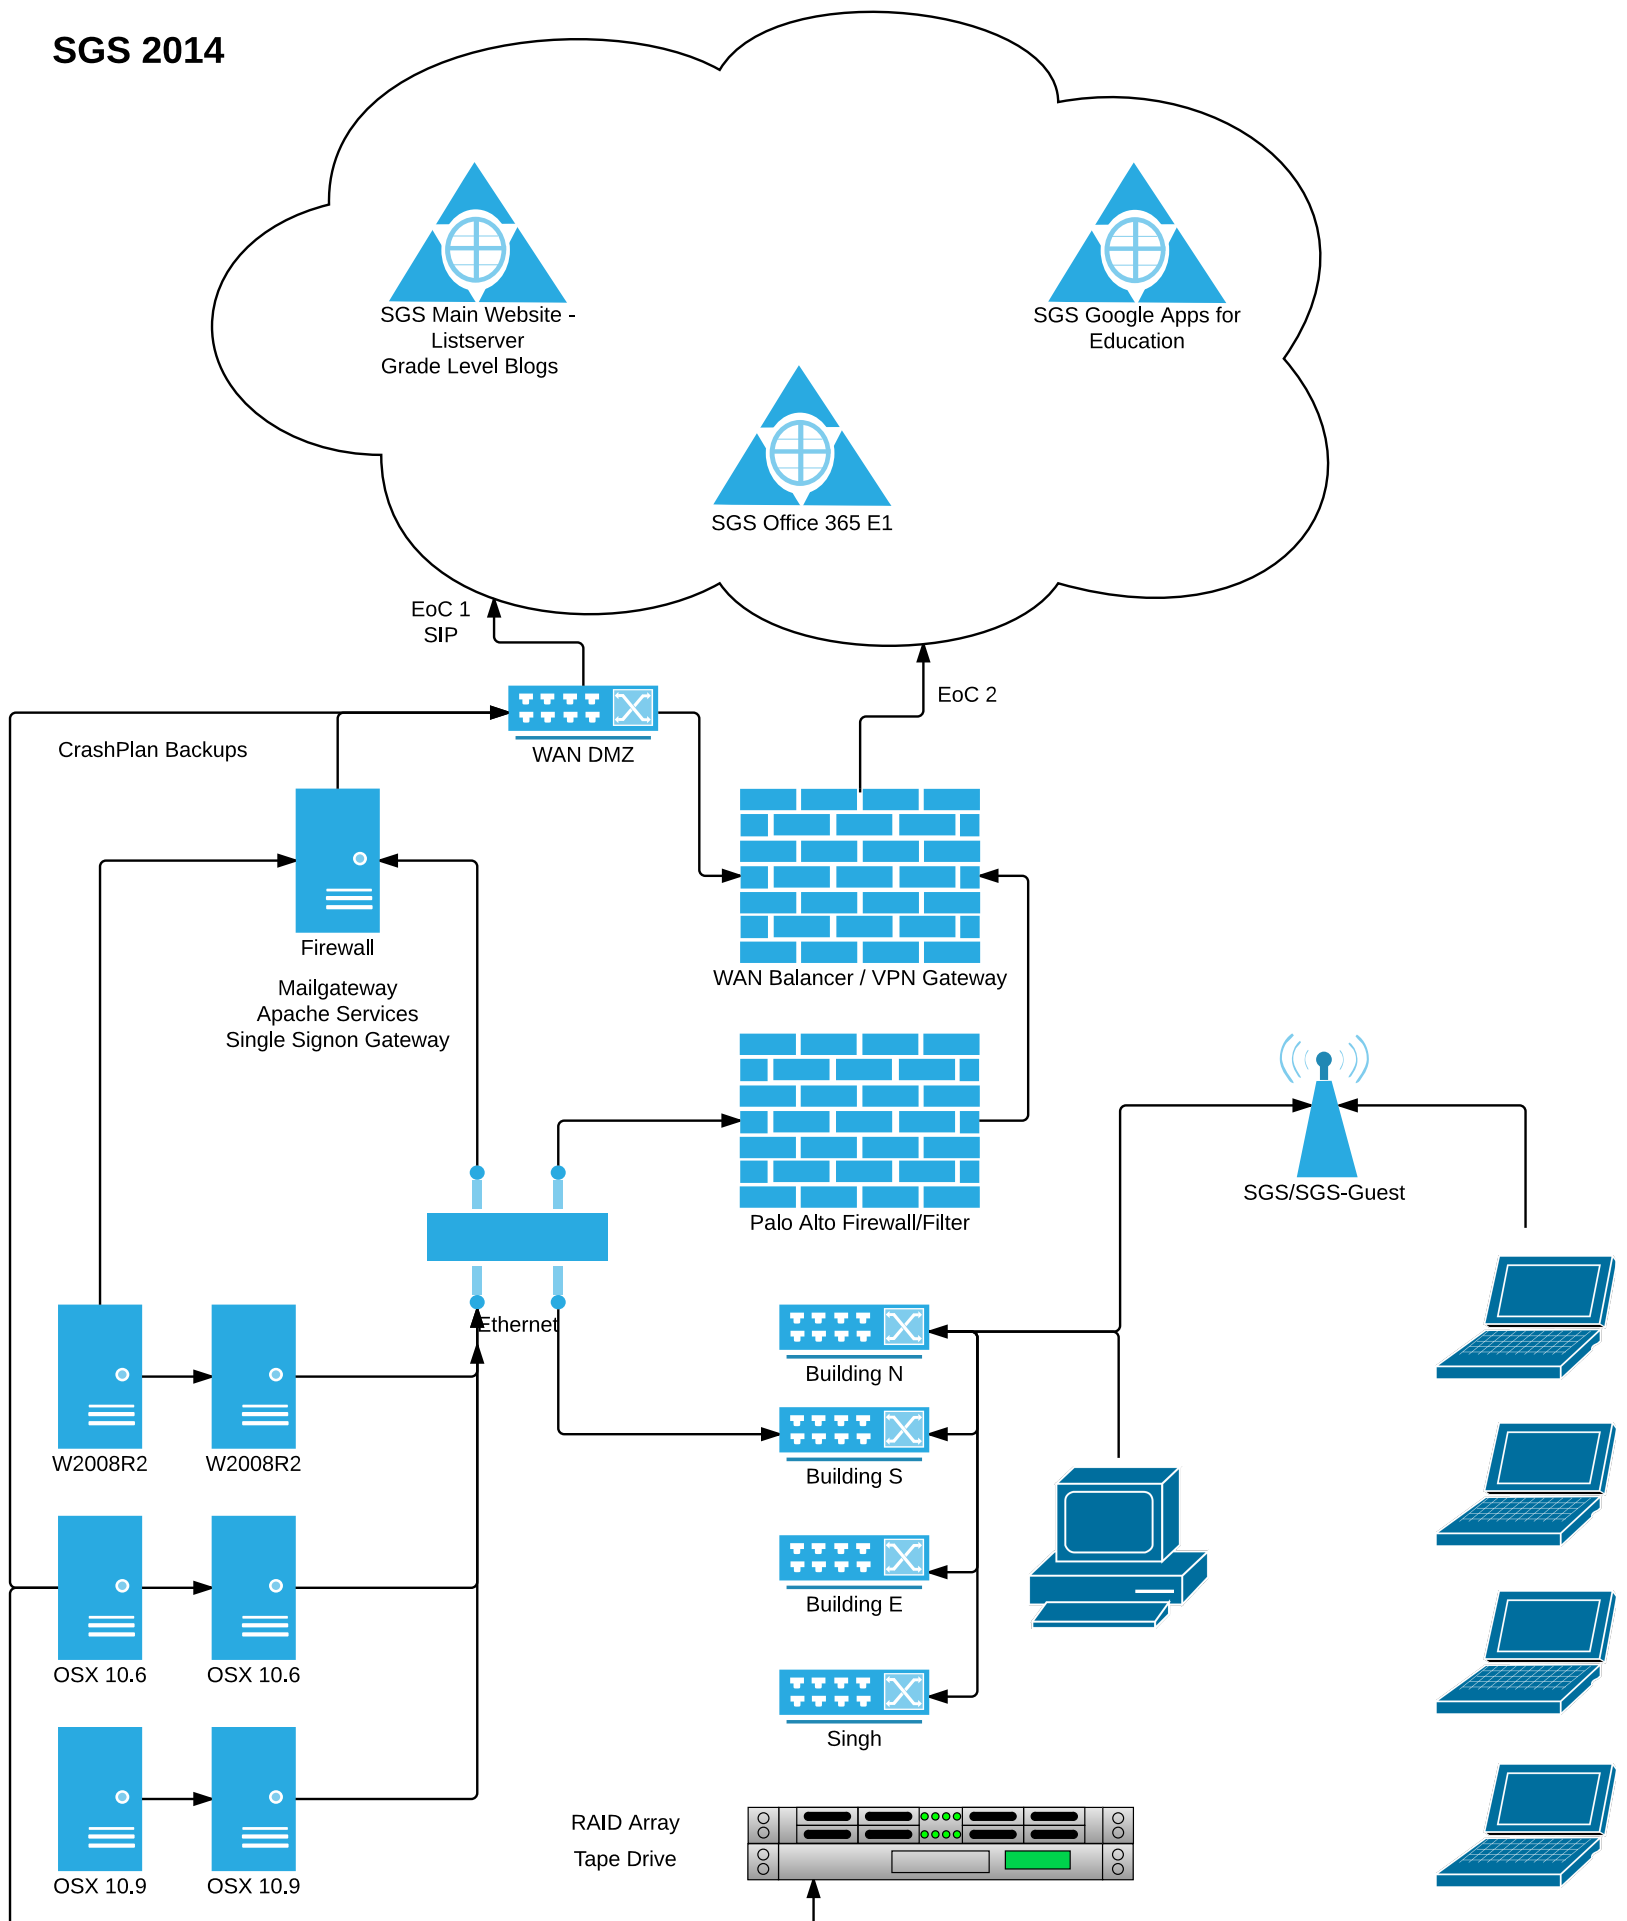 SGS 2014
SGS Main Website -
Listserver
Grade Level Blogs
SGS Google Apps for
Education
SGS Office 365 E1
EoC 1
SIP
EoC 2
CrashPlan Backups
WAN DMZ
Firewall
Mailgateway
Apache Services
Single Signon Gateway
WAN Balancer / VPN Gateway
Palo Alto Firewall/Filter
SGS/SGS-Guest
Ethernet
Building N
Building S
Building E
Singh
W2008R2
W2008R2
OSX 10.6
OSX 10.6
OSX 10.9
OSX 10.9
RAID Array
Tape Drive